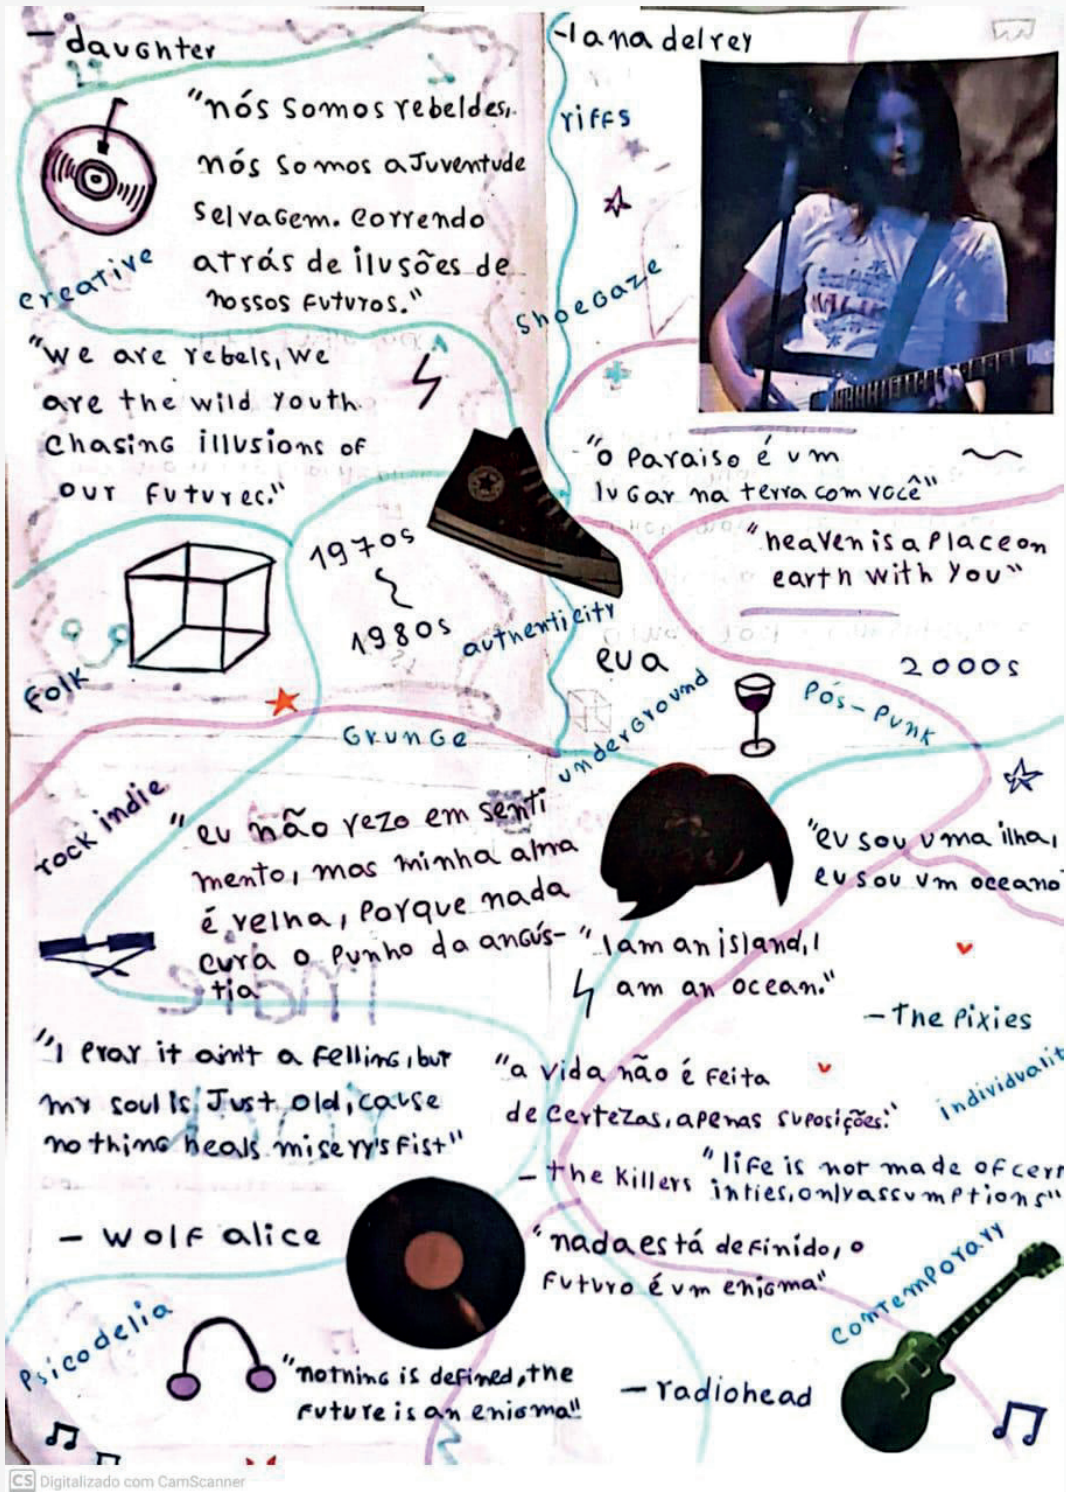 - daughter
"nós somos rebeldes,
nós somos a Juventude
selvagem. correndo
atrás de ilusões de
nossos futuros."
creative
"we are rebels, we
are the wild youth.
chasing illusions of
our futures."
1970s
1980s
authenticity
folk
-lana del rey
riffs
shoegaze
"o paraiso é um
lugar na terra com você"
"heaven is a place on
earth with you"
eva
2000s
underground
Pós-Punk
Grunge
rock indie
"eu não rezo em senti
mento, mas minha alma
é velha, porque nada
cura o punho da angús-
tia
"I pray it ain't a felling, but
my soul is Just old, cause
nothing heals misery's fist"
- wolf alice
"eu sou uma ilha,
eu sou um oceano
"I am an island, I
am an ocean."
- The Pixies
"a vida não é feita
de certezas, apenas suposições."
individualit
- the killers
"life is not made of cert
inties, only assumptions"
"nada está definido, o
futuro é um enigma"
contemporary
Psicodelia
"nothing is defined, the
future is an enigma"
- radiohead
CS Digitalizado com CamScanner